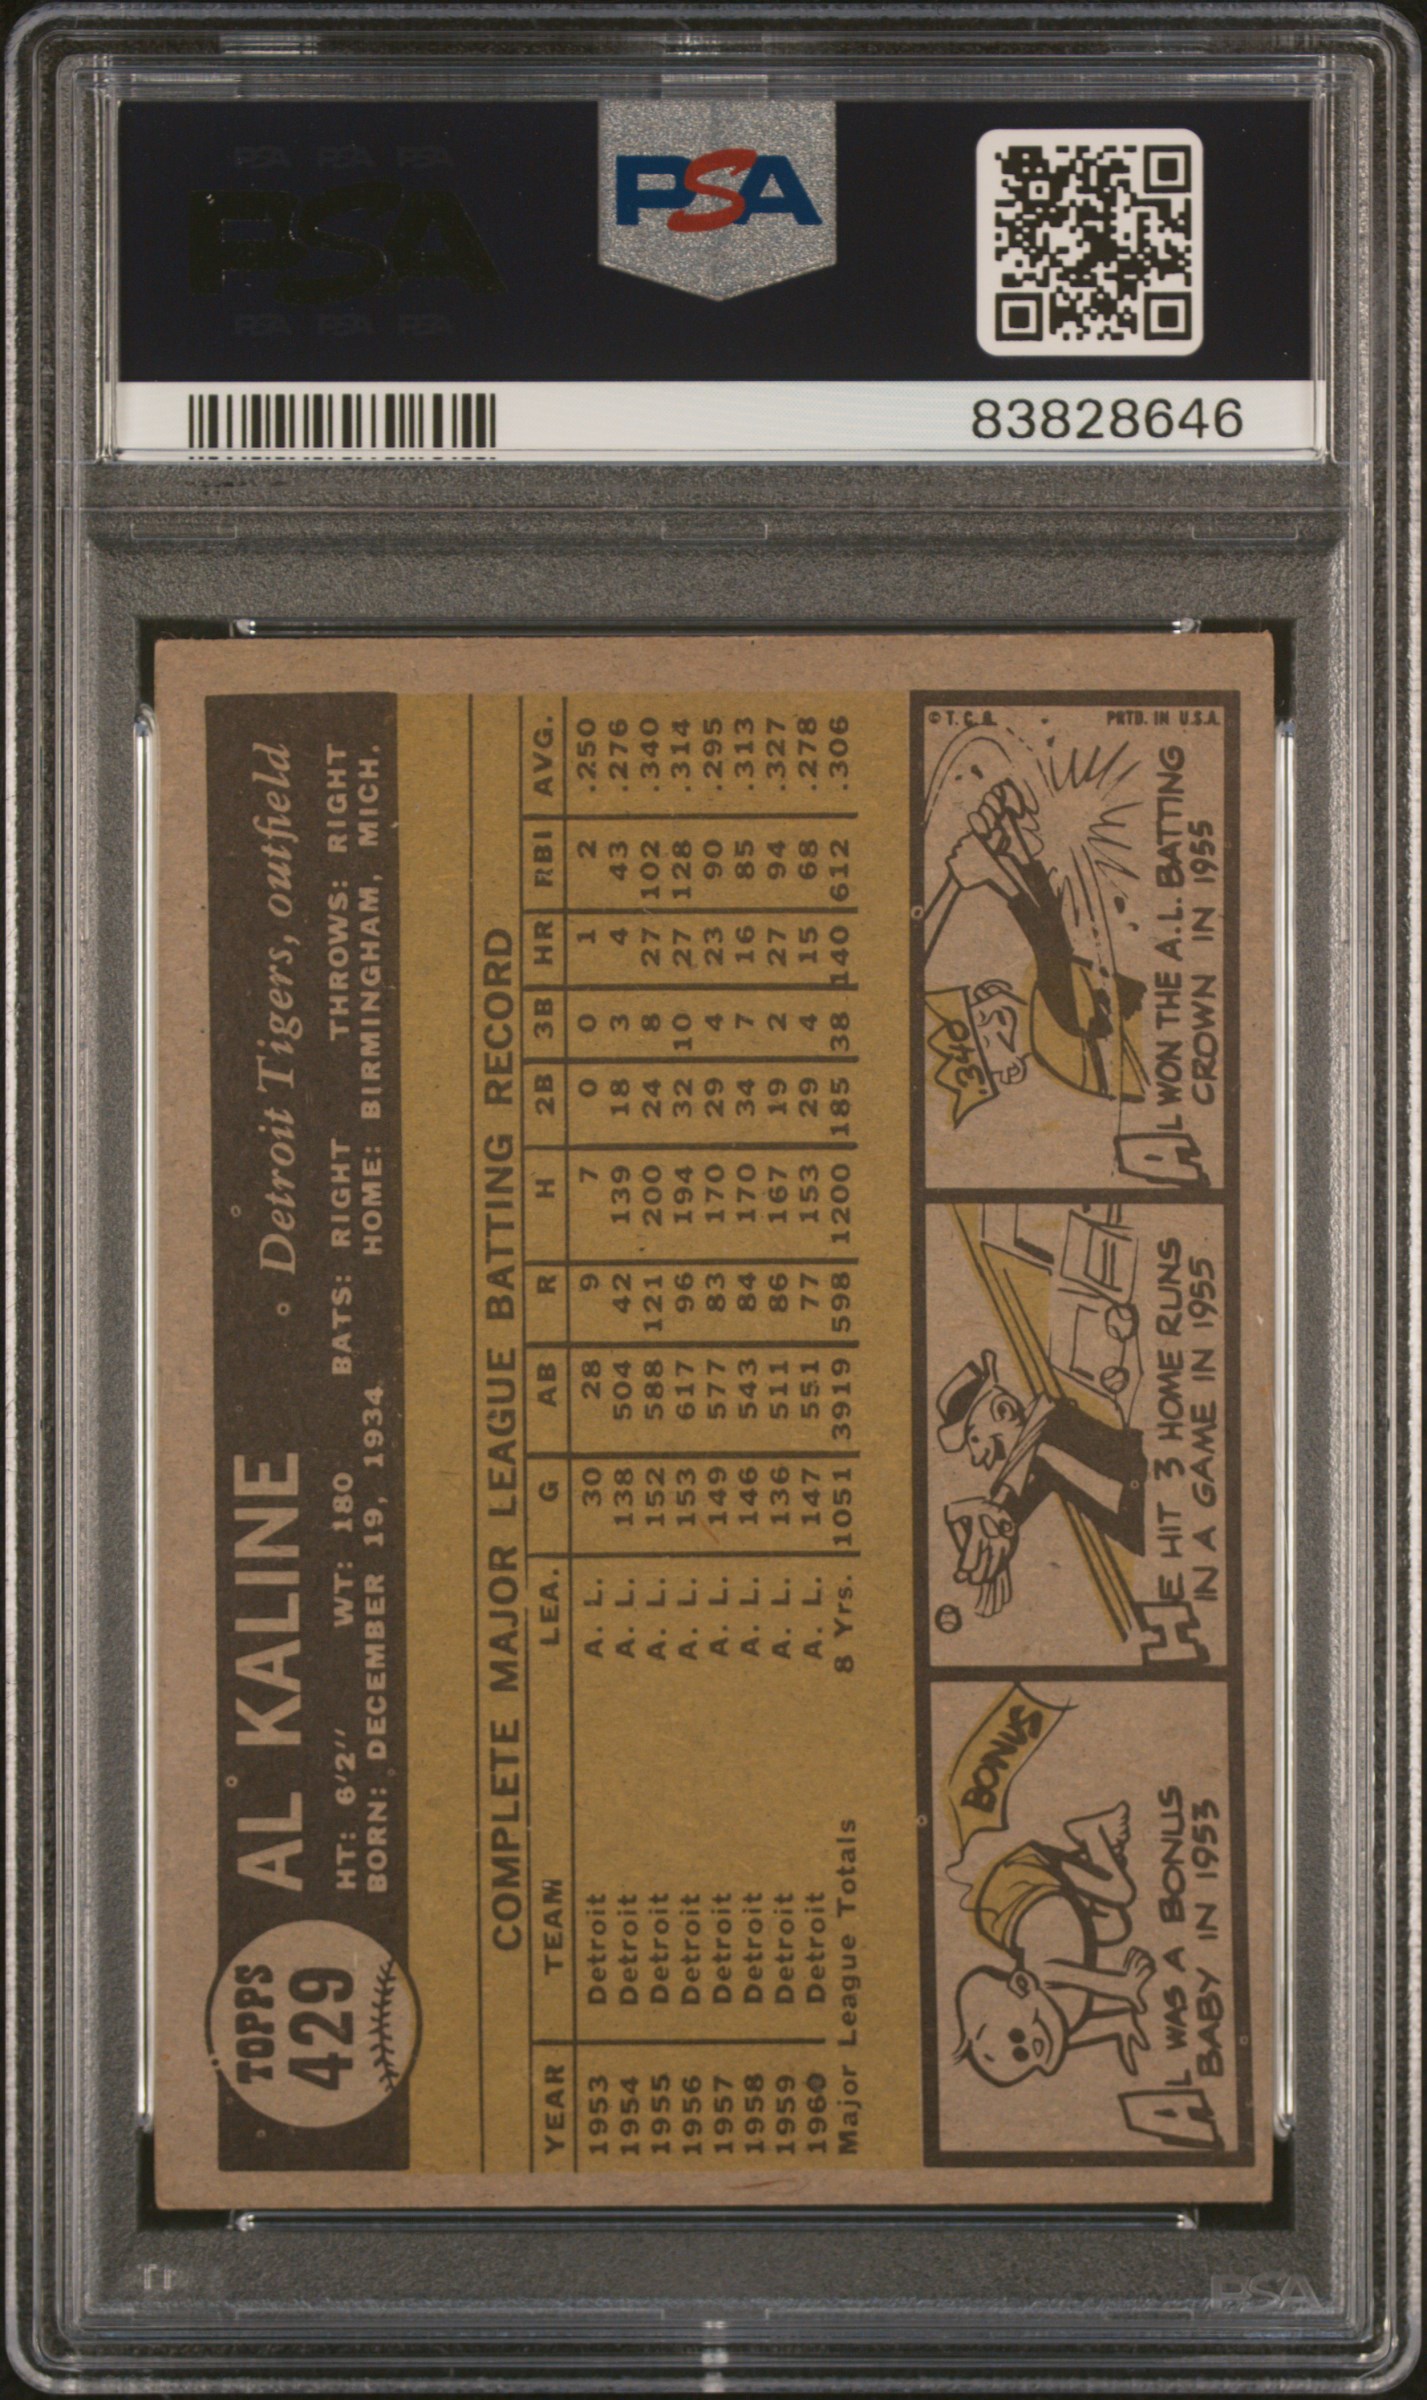 PSA PSA PSA
PSA
PSA PSA PSA
PSA
83828646
TOPPS
429
AL KALINE
Detroit Tigers, outfield
HT: 6'2" WT: 180 BATS: RIGHT THROWS: RIGHT
BORN: DECEMBER 19, 1934 HOME: BIRMINGHAM, MICH.
COMPLETE MAJOR LEAGUE BATTING RECORD
YEAR TEAM LEA. G AB R H 2B 3B HR RBI AVG.
1953 Detroit A. L. 30 28 9 7 0 0 1 2 .250
1954 Detroit A. L. 138 504 42 139 18 3 4 43 .276
1955 Detroit A. L. 152 588 121 200 24 8 27 102 .340
1956 Detroit A. L. 153 617 96 194 32 10 27 128 .314
1957 Detroit A. L. 149 577 83 170 29 4 23 90 .295
1958 Detroit A. L. 146 543 84 170 34 7 16 85 .313
1959 Detroit A. L. 136 511 86 167 19 2 27 94 .327
1960 Detroit A. L. 147 551 77 153 29 4 15 68 .278
Major League Totals 8 Yrs. 1051 3919 598 1200 185 38 140 612 .306
BONUS
AL WAS A BONUS
BABY IN 1953
HE HIT 3 HOME RUNS
IN A GAME IN 1955
© T. C. G. PRTD. IN U.S.A.
.340
AL WON THE A.L. BATTING
CROWN IN 1955
PSA